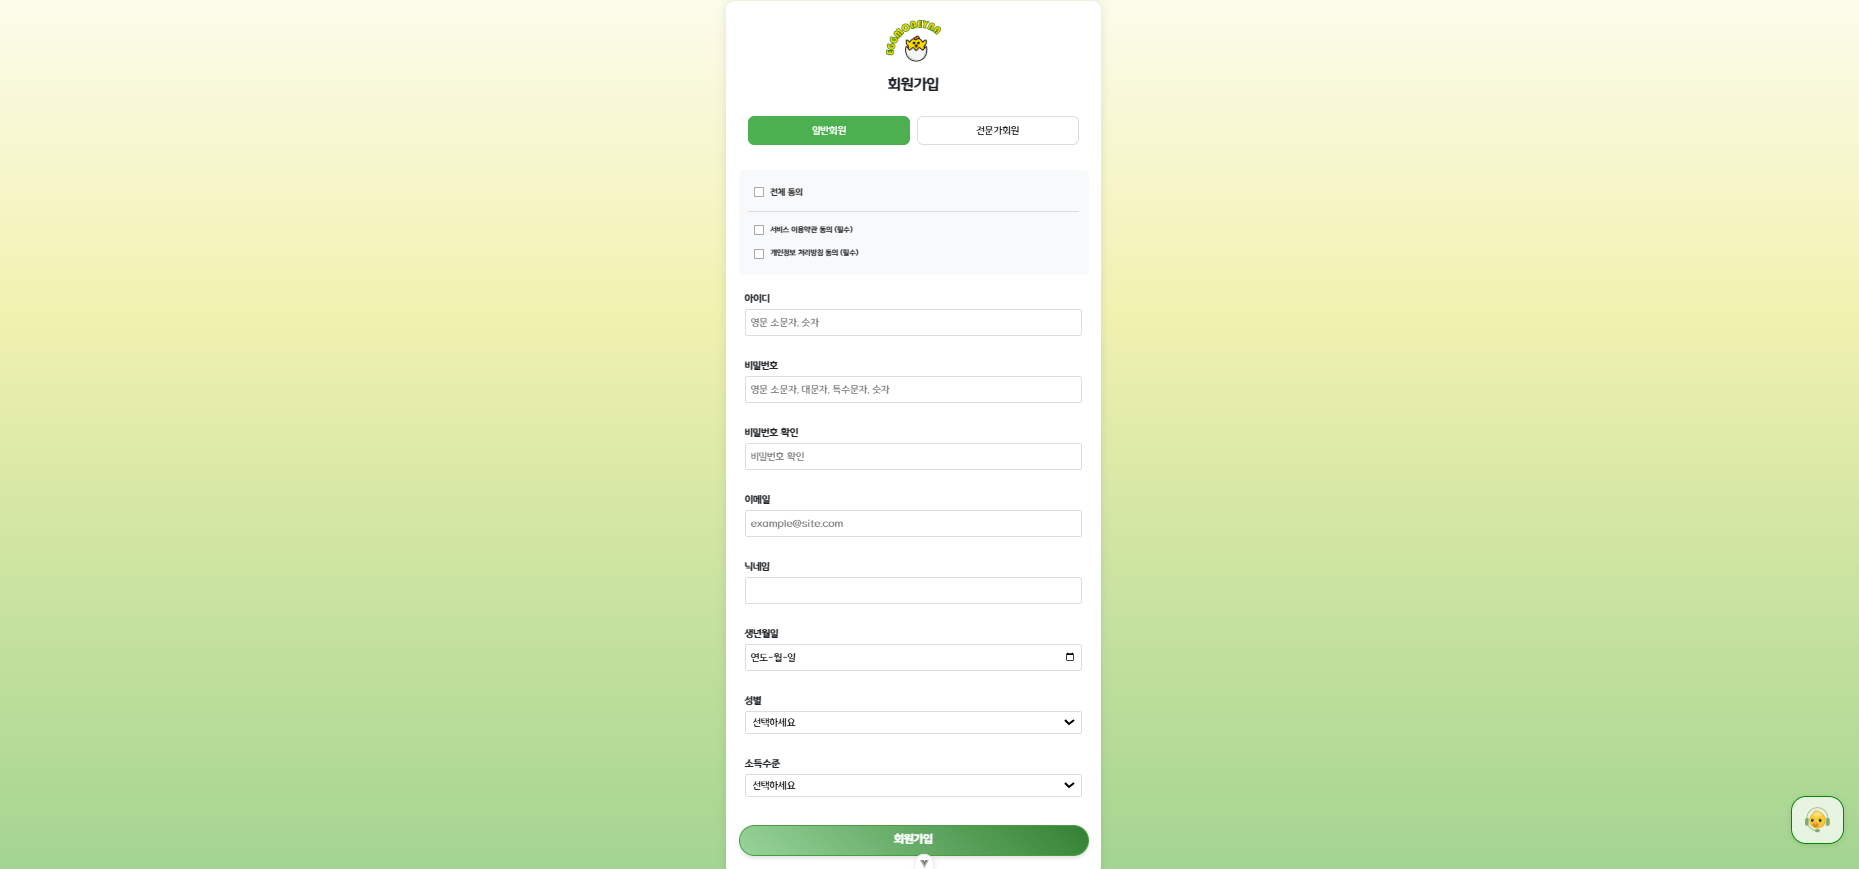 EGGMONEYNA
회원가입
일반회원
전문가회원
전체 동의
서비스 이용약관 동의 (필수)
개인정보 처리방침 동의 (필수)
아이디
영문 소문자, 숫자
비밀번호
영문 소문자, 대문자, 특수문자, 숫자
비밀번호 확인
비밀번호 확인
이메일
example@site.com
닉네임
생년월일
연도-월-일
성별
선택하세요
소득수준
선택하세요
회원가입